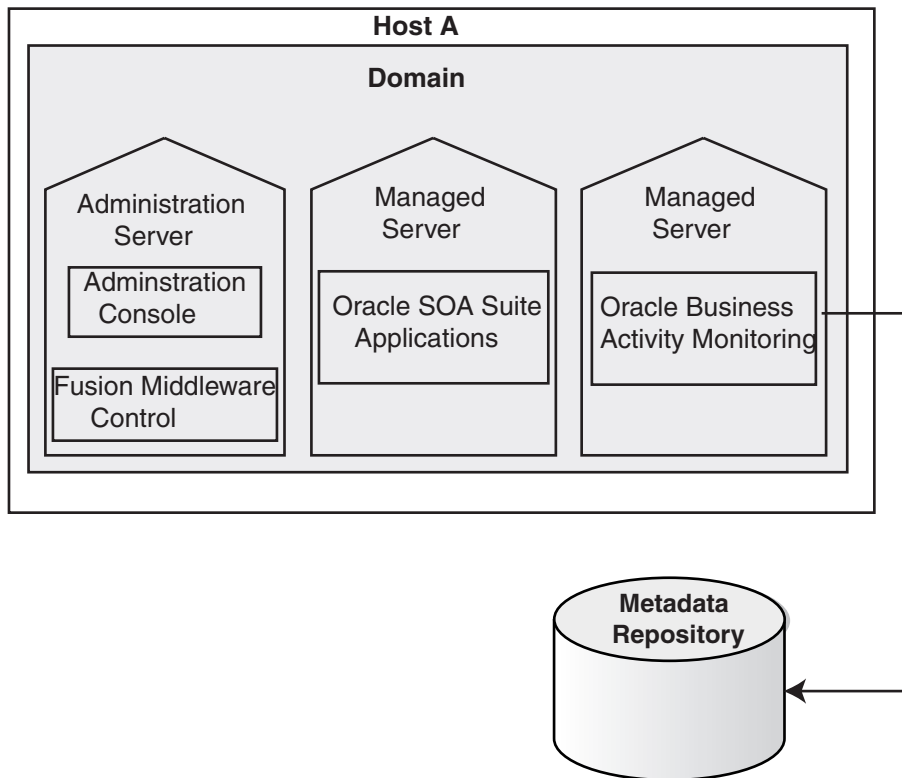 Host A
Domain
Administration
Server
Adminstration
Console
Fusion Middleware
Control
Managed
Server
Oracle SOA Suite
Applications
Managed
Server
Oracle Business
Activity Monitoring
Metadata
Repository